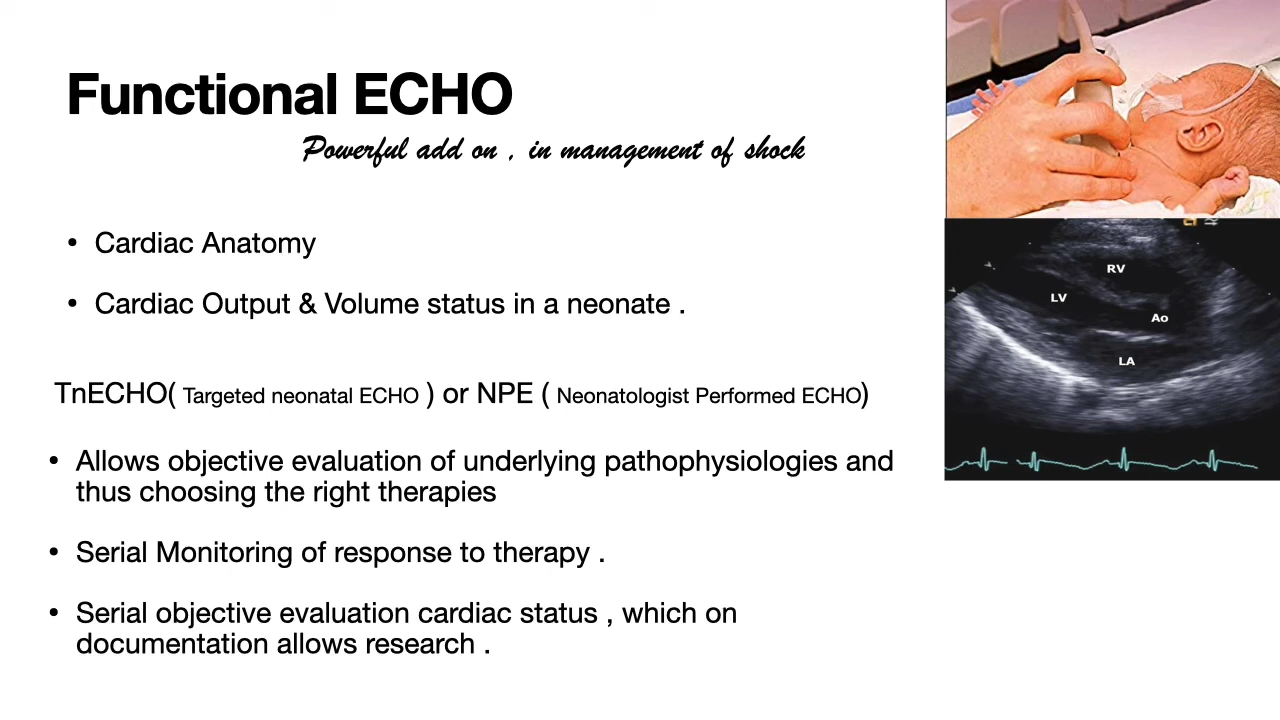 Functional ECHO
Powerful add on , in management of shock
• Cardiac Anatomy
• Cardiac Output & Volume status in a neonate .
TnECHO( Targeted neonatal ECHO ) or NPE ( Neonatologist Performed ECHO)
• Allows objective evaluation of underlying pathophysiologies and
thus choosing the right therapies
• Serial Monitoring of response to therapy .
• Serial objective evaluation cardiac status , which on
documentation allows research .
RV
LV
Ao
LA